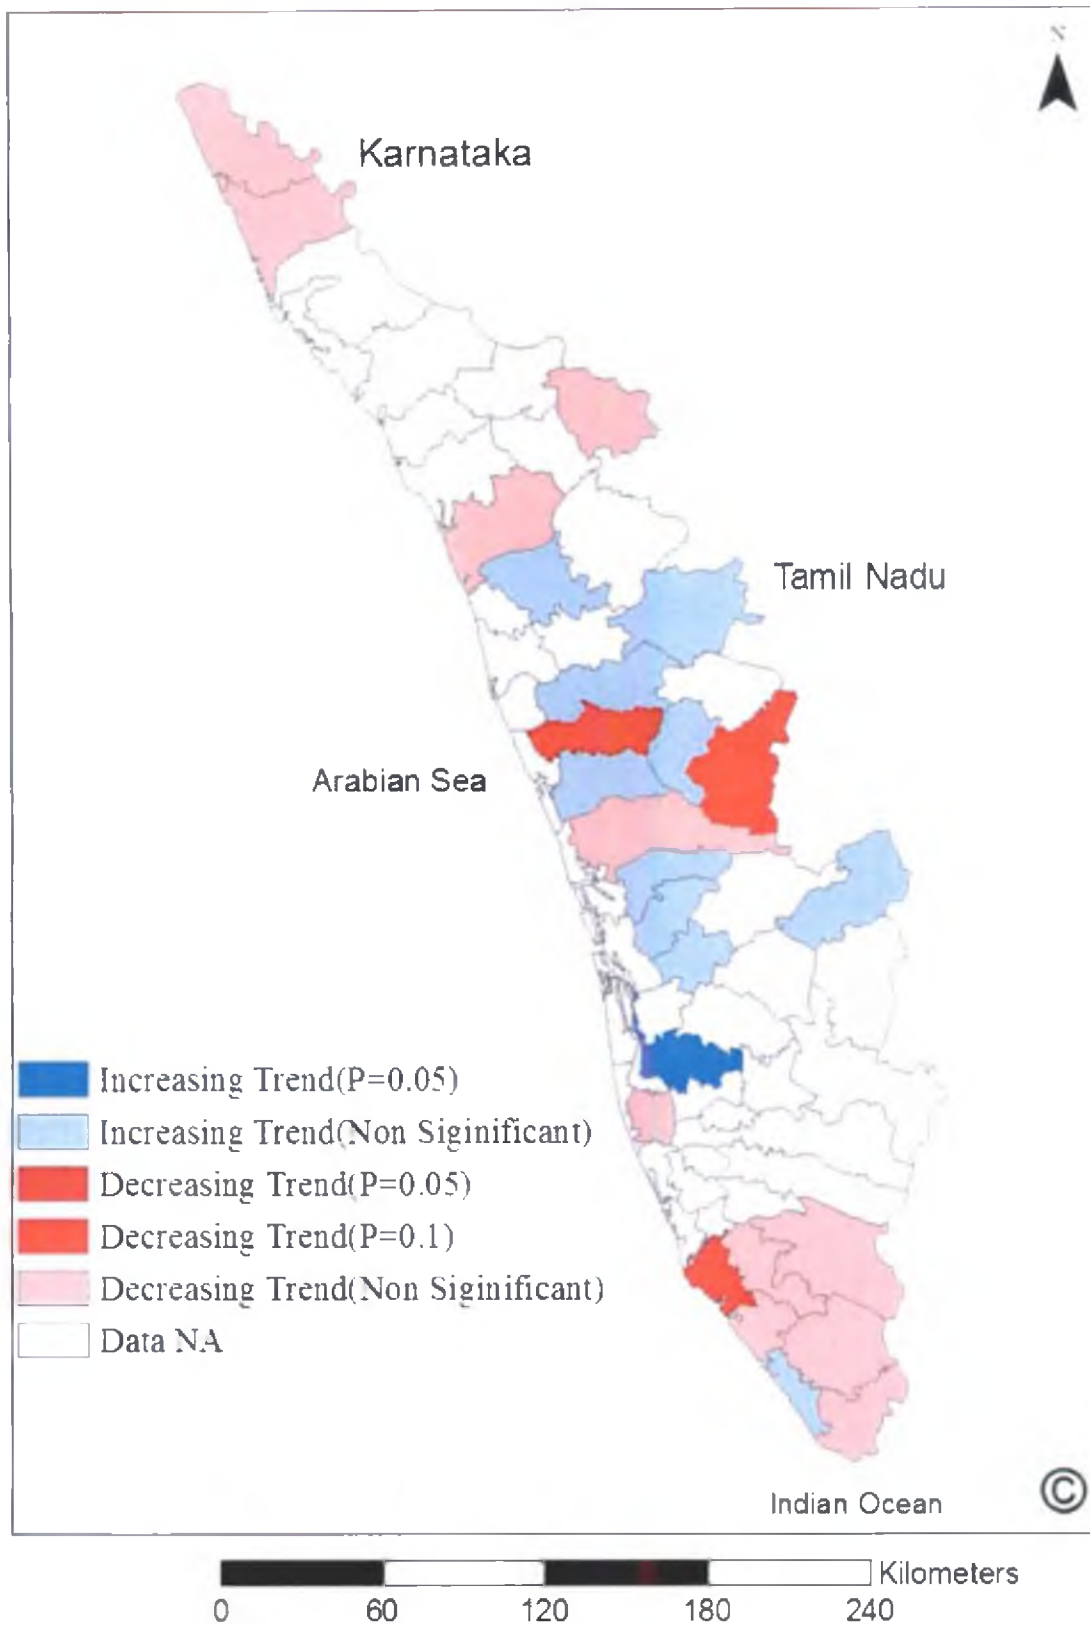 N
Karnataka
Tamil Nadu
Arabian Sea
Increasing Trend(P=0.05)
Increasing Trend(Non Siginificant)
Decreasing Trend(P=0.05)
Decreasing Trend(P=0.1)
Decreasing Trend(Non Siginificant)
Data NA
Indian Ocean
©
Kilometers
0 60 120 180 240